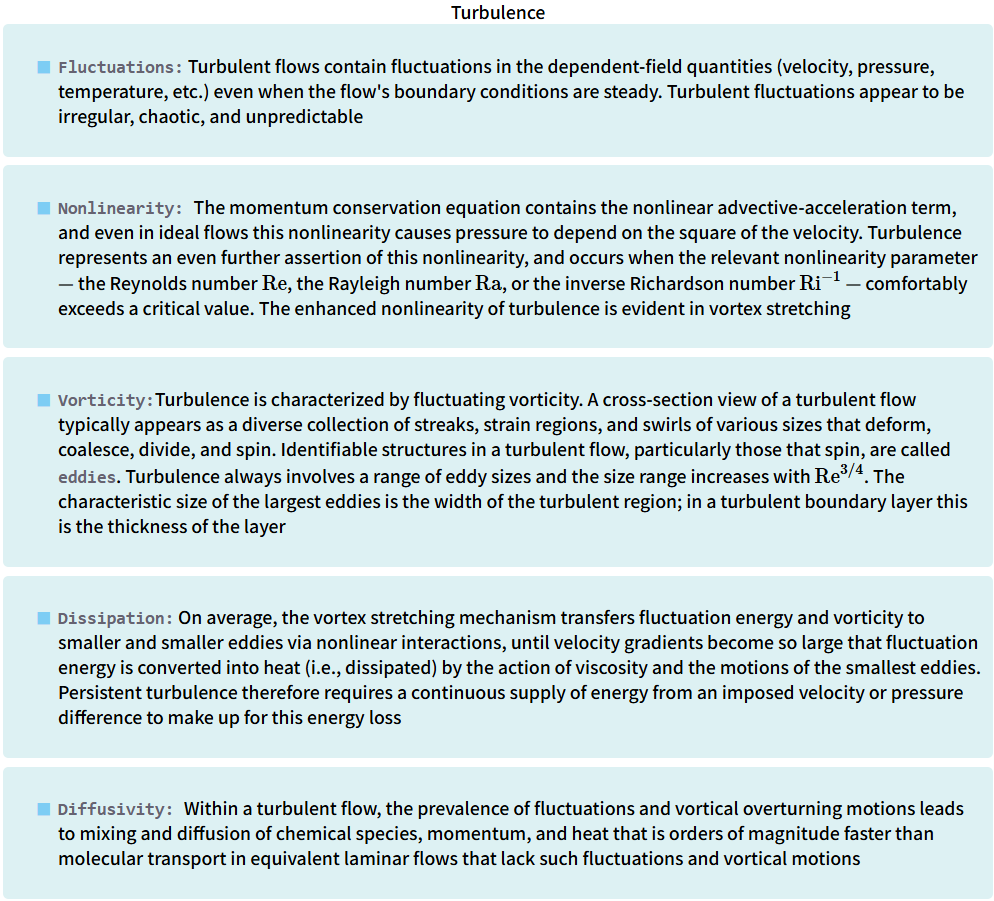 Turbulence
Fluctuations: Turbulent flows contain fluctuations in the dependent-field quantities (velocity, pressure,
temperature, etc.) even when the flow's boundary conditions are steady. Turbulent fluctuations appear to be
irregular, chaotic, and unpredictable
Nonlinearity: The momentum conservation equation contains the nonlinear advective-acceleration term,
and even in ideal flows this nonlinearity causes pressure to depend on the square of the velocity. Turbulence
represents an even further assertion of this nonlinearity, and occurs when the relevant nonlinearity parameter
— the Reynolds number Re, the Rayleigh number Ra, or the inverse Richardson number Ri⁻¹ — comfortably
exceeds a critical value. The enhanced nonlinearity of turbulence is evident in vortex stretching
Vorticity:Turbulence is characterized by fluctuating vorticity. A cross-section view of a turbulent flow
typically appears as a diverse collection of streaks, strain regions, and swirls of various sizes that deform,
coalesce, divide, and spin. Identifiable structures in a turbulent flow, particularly those that spin, are called
eddies. Turbulence always involves a range of eddy sizes and the size range increases with Re^{3/4}. The
characteristic size of the largest eddies is the width of the turbulent region; in a turbulent boundary layer this
is the thickness of the layer
Dissipation: On average, the vortex stretching mechanism transfers fluctuation energy and vorticity to
smaller and smaller eddies via nonlinear interactions, until velocity gradients become so large that fluctuation
energy is converted into heat (i.e., dissipated) by the action of viscosity and the motions of the smallest eddies.
Persistent turbulence therefore requires a continuous supply of energy from an imposed velocity or pressure
difference to make up for this energy loss
Diffusivity: Within a turbulent flow, the prevalence of fluctuations and vortical overturning motions leads
to mixing and diffusion of chemical species, momentum, and heat that is orders of magnitude faster than
molecular transport in equivalent laminar flows that lack such fluctuations and vortical motions